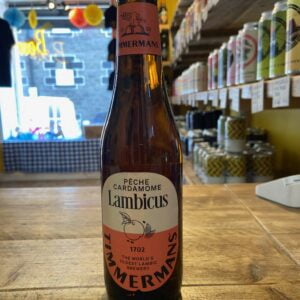 TIMMERMANS
PÊCHE
CARDAMOME
Lambicus
1702
THE WORLD'S
OLDEST LAMBIC
BREWERY
TIMMERMANS